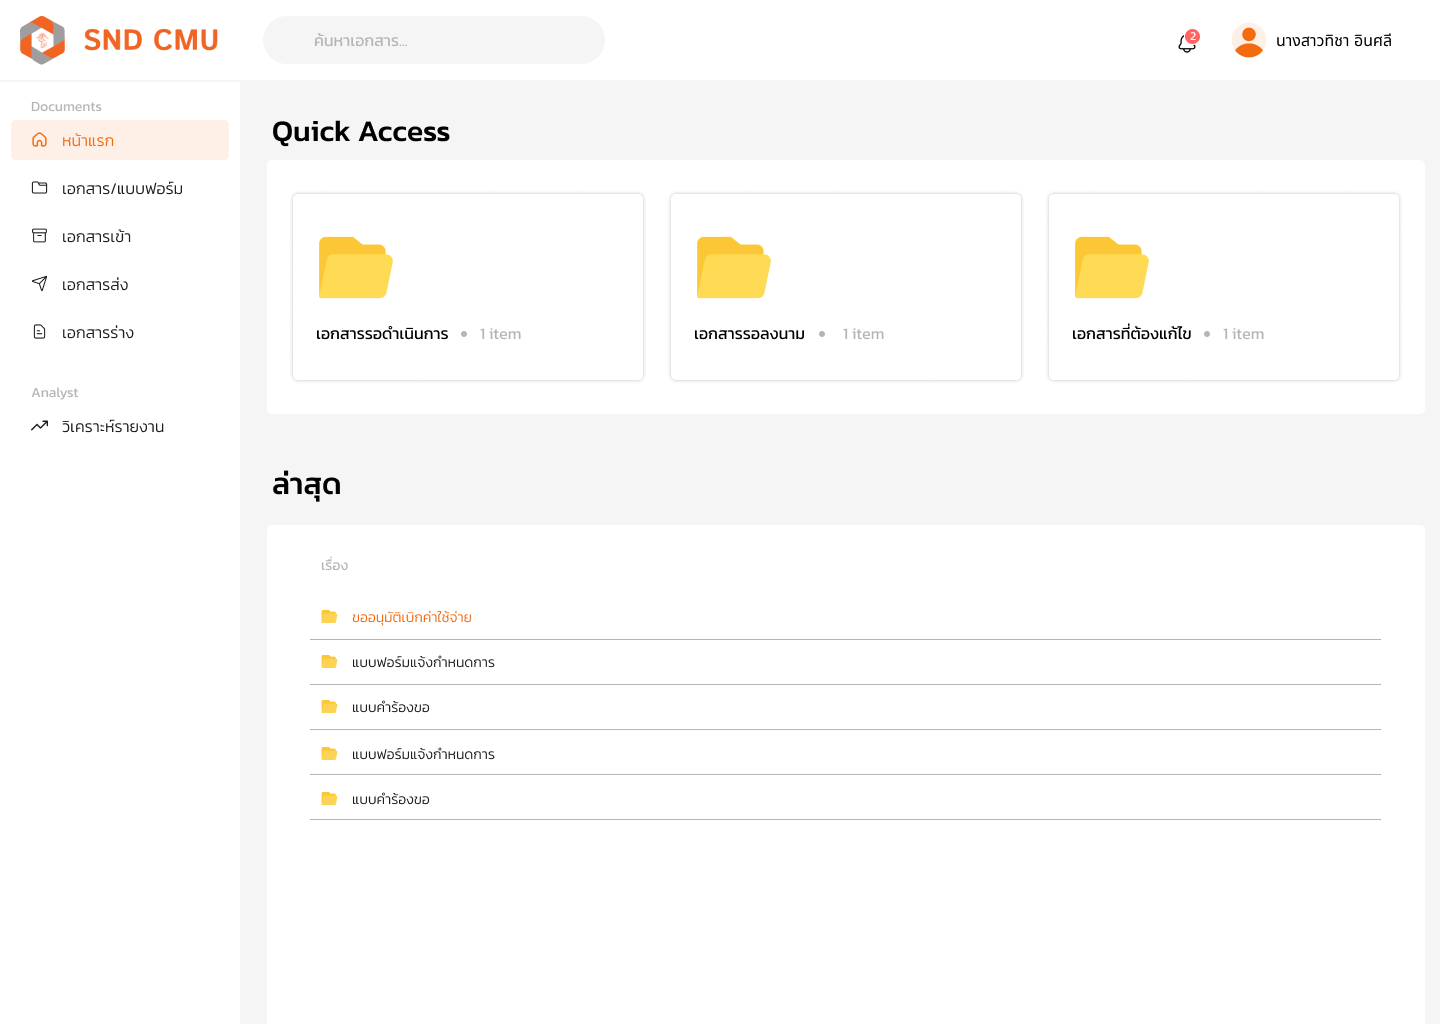 SND CMU
ค้นหาเอกสาร...
2
นางสาวทิชา อินศลี
Documents
หน้าแรก
เอกสาร/แบบฟอร์ม
เอกสารเข้า
เอกสารส่ง
เอกสารร่าง
Analyst
วิเคราะห์รายงาน
Quick Access
เอกสารรอดำเนินการ • 1 item
เอกสารรอลงนาม • 1 item
เอกสารที่ต้องแก้ไข • 1 item
ล่าสุด
เรื่อง
ขออนุมัติเบิกค่าใช้จ่าย
แบบฟอร์มแจ้งกำหนดการ
แบบคำร้องขอ
แบบฟอร์มแจ้งกำหนดการ
แบบคำร้องขอ